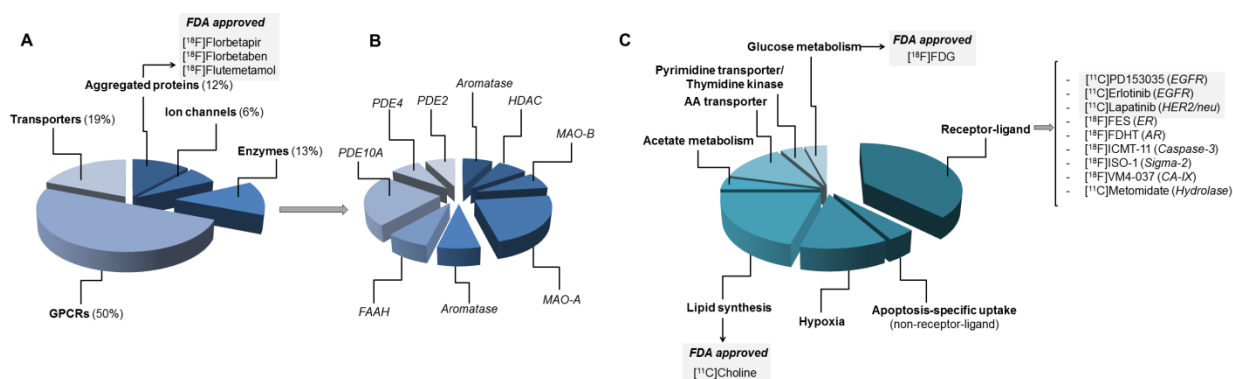 A
FDA approved
[¹⁸F]Florbetapir
[¹⁸F]Florbetaben
[¹⁸F]Flutemetamol
Aggregated proteins (12%)
Ion channels (6%)
Transporters (19%)
Enzymes (13%)
GPCRs (50%)
B
Aromatase
PDE4
PDE2
HDAC
MAO-B
PDE10A
MAO-A
FAAH
Aromatase
C
Glucose metabolism
FDA approved
[¹⁸F]FDG
Pyrimidine transporter/
Thymidine kinase
AA transporter
Acetate metabolism
Receptor-ligand
- [¹¹C]PD153035 (EGFR)
- [¹¹C]Erlotinib (EGFR)
- [¹¹C]Lapatinib (HER2/neu)
- [¹⁸F]FES (ER)
- [¹⁸F]FDHT (AR)
- [¹⁸F]ICMT-11 (Caspase-3)
- [¹⁸F]ISO-1 (Sigma-2)
- [¹⁸F]VM4-037 (CA-IX)
- [¹¹C]Metomidate (Hydrolase)
Lipid synthesis
Hypoxia
Apoptosis-specific uptake
(non-receptor-ligand)
FDA approved
[¹¹C]Choline